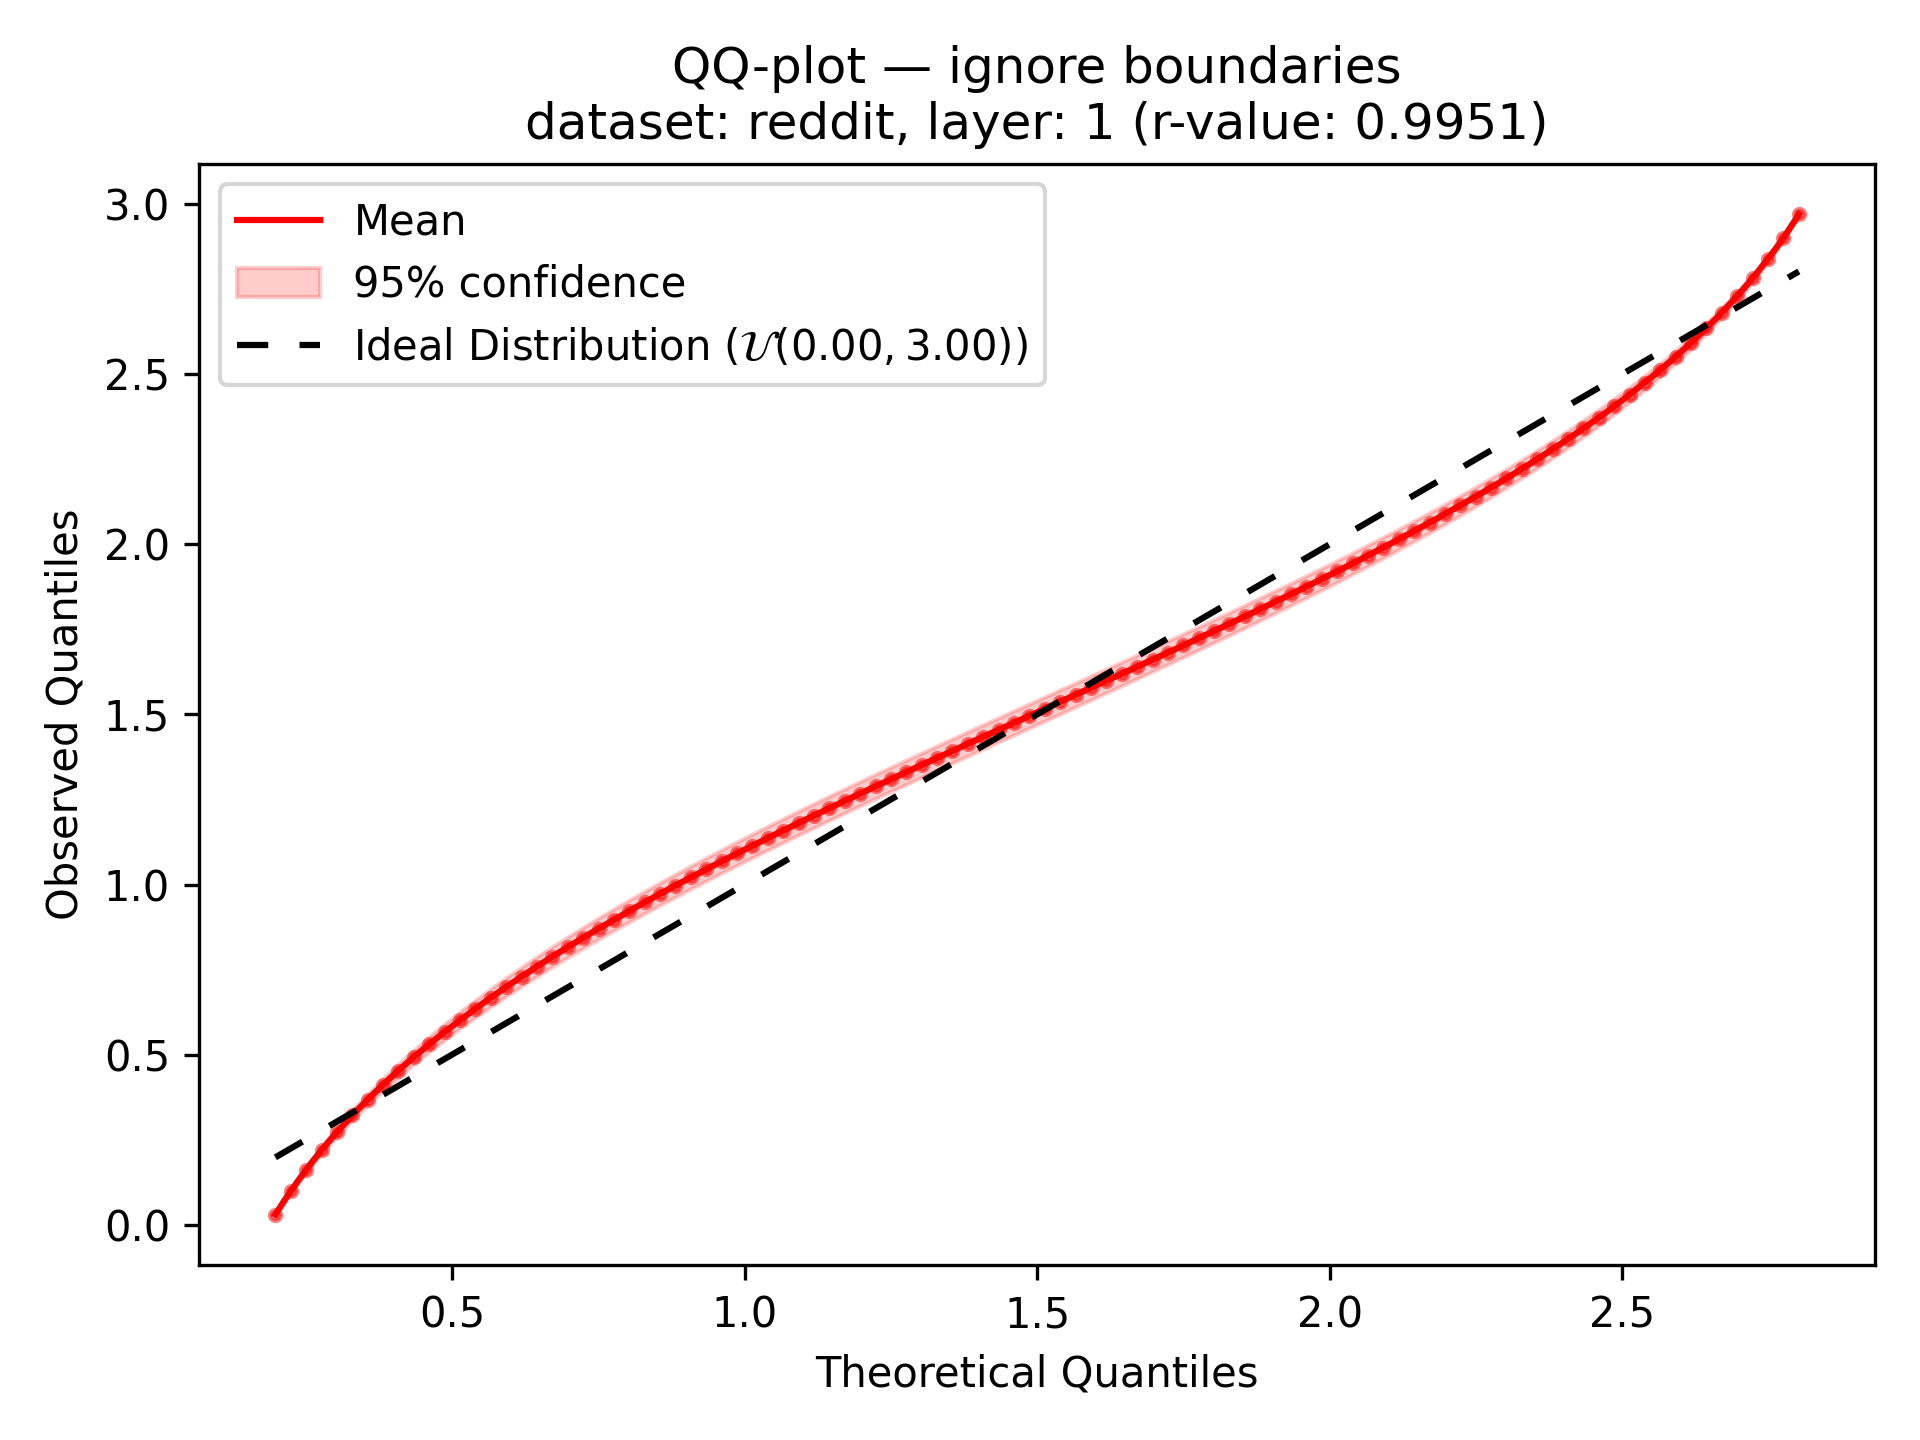 QQ-plot — ignore boundaries
dataset: reddit, layer: 1 (r-value: 0.9951)
Mean
95% confidence
Ideal Distribution (𝒰(0.00, 3.00))
3.0
2.5
2.0
1.5
1.0
0.5
0.0
Observed Quantiles
0.5 1.0 1.5 2.0 2.5
Theoretical Quantiles